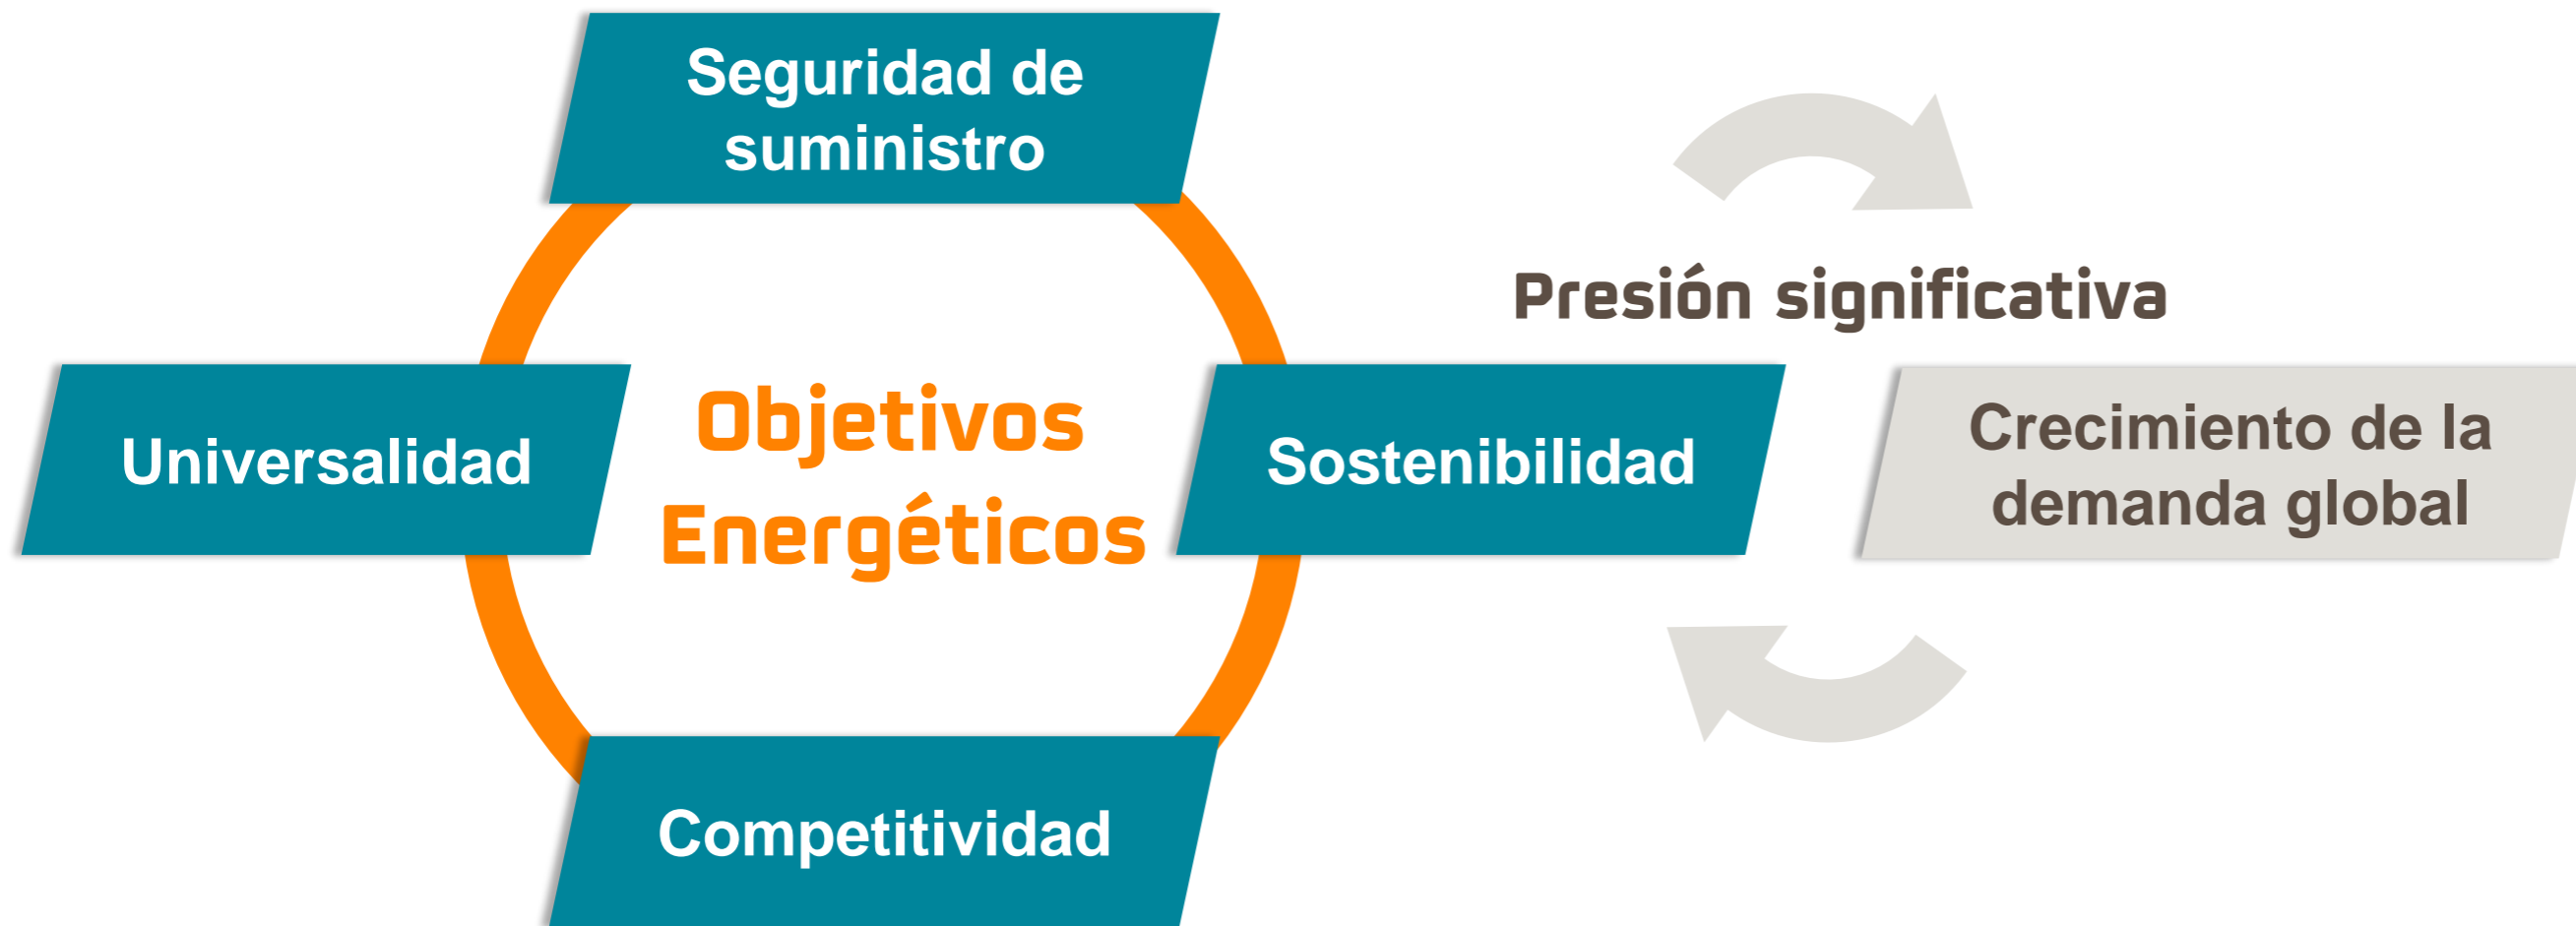 Seguridad de
suministro
Presión significativa
Universalidad
Objetivos
Energéticos
Sostenibilidad
Crecimiento de la
demanda global
Competitividad